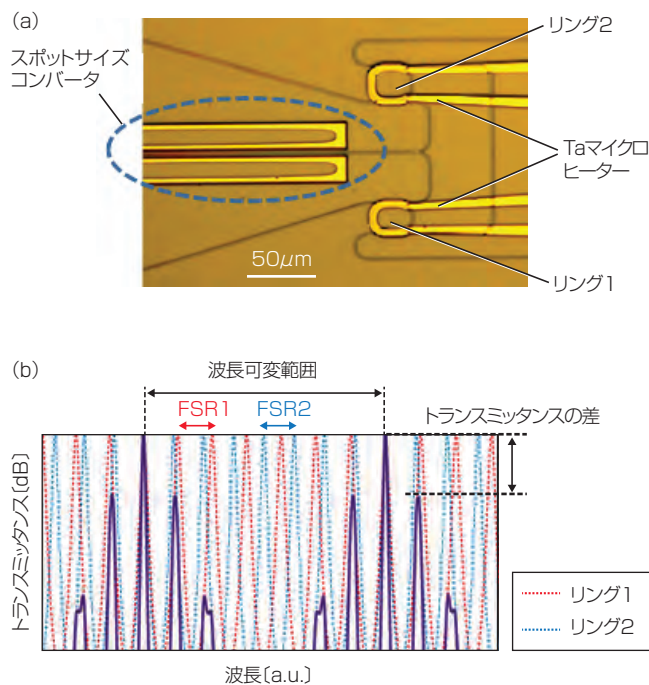 (a)
リング2
スポットサイズ
コンバータ
Taマイクロ
ヒーター
50μm
リング1
(b)
波長可変範囲
FSR1
FSR2
トランスミッタンスの差
トランスミッタンス〔dB〕
リング1
リング2
波長〔a.u.〕